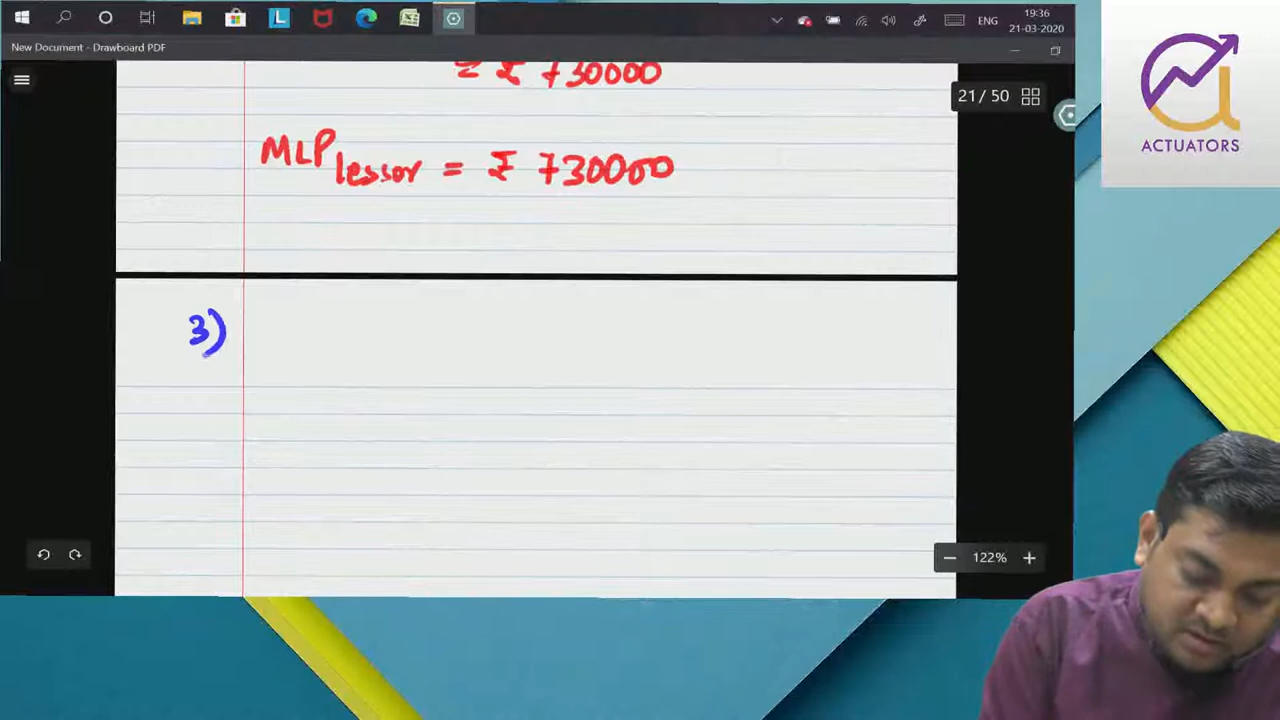 19:36
ENG
21-03-2020
New Document - Drawboard PDF
= ₹ 730000
21 / 50
ACTUATORS
MLP lessor = ₹ 730000
3)
122%